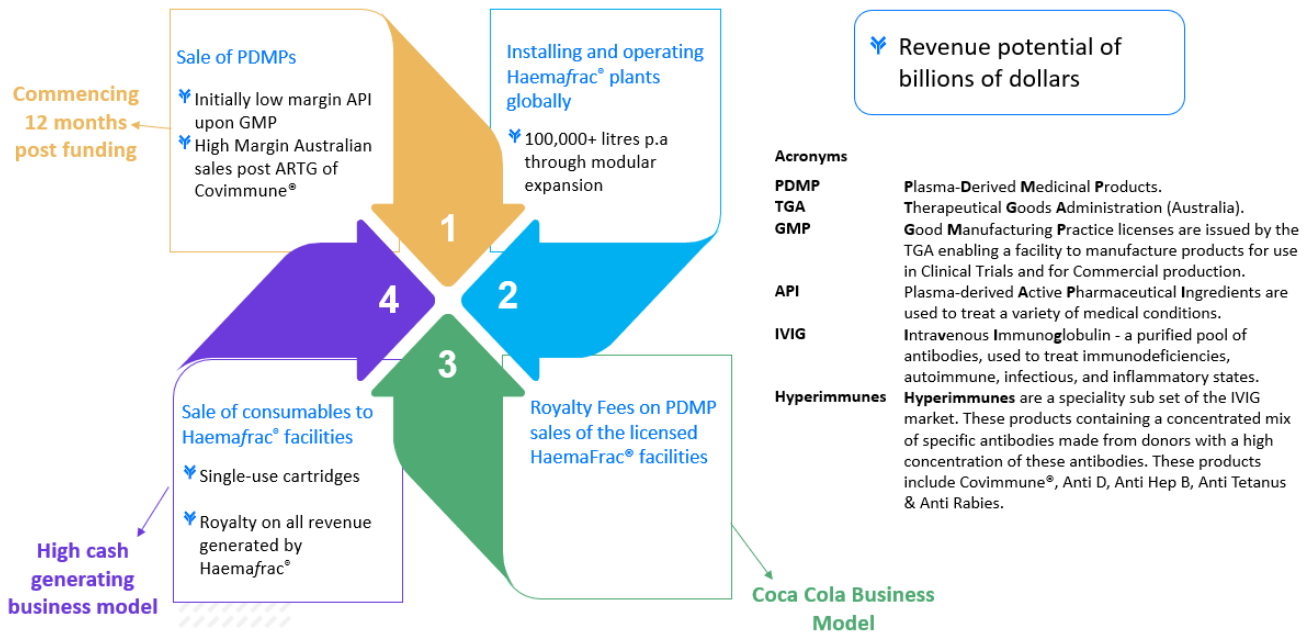 Commencing
12 months
post funding
Sale of PDMPs
Initially low margin API
upon GMP
High Margin Australian
sales post ARTG of
Covimmune®
1
Installing and operating
Haemafrac® plants
globally
100,000+ litres p.a
through modular
expansion
2
Royalty Fees on PDMP
sales of the licensed
HaemaFrac® facilities
3
Coca Cola Business
Model
4
Sale of consumables to
Haemafrac® facilities
Single-use cartridges
Royalty on all revenue
generated by
Haemafrac®
High cash
generating
business model
Revenue potential of
billions of dollars
Acronyms
PDMP Plasma-Derived Medicinal Products.
TGA Therapeutical Goods Administration (Australia).
GMP Good Manufacturing Practice licenses are issued by the
TGA enabling a facility to manufacture products for use
in Clinical Trials and for Commercial production.
API Plasma-derived Active Pharmaceutical Ingredients are
used to treat a variety of medical conditions.
IVIG Intravenous Immunoglobulin - a purified pool of
antibodies, used to treat immunodeficiencies,
autoimmune, infectious, and inflammatory states.
Hyperimmunes Hyperimmunes are a speciality sub set of the IVIG
market. These products containing a concentrated mix
of specific antibodies made from donors with a high
concentration of these antibodies. These products
include Covimmune®, Anti D, Anti Hep B, Anti Tetanus
& Anti Rabies.